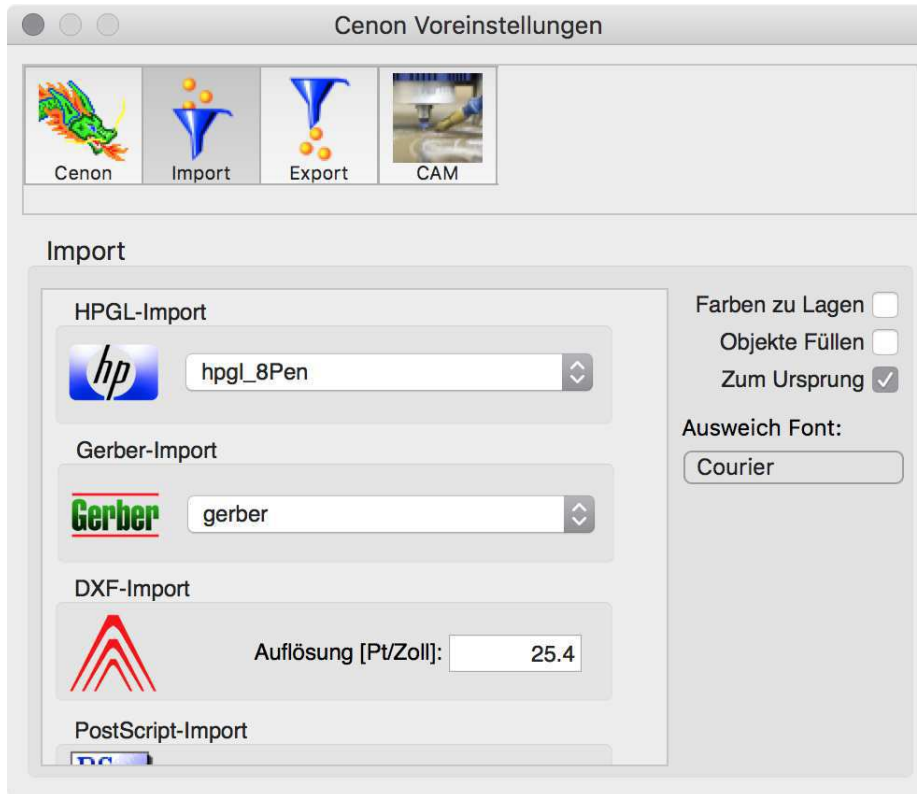 Cenon Voreinstellungen
Cenon Import Export CAM
Import
HPGL-Import
hp hpgl_8Pen
Gerber-Import
Gerber gerber
DXF-Import
Auflösung [Pt/Zoll]: 25.4
PostScript-Import
Farben zu Lagen
Objekte Füllen
Zum Ursprung
Ausweich Font:
Courier